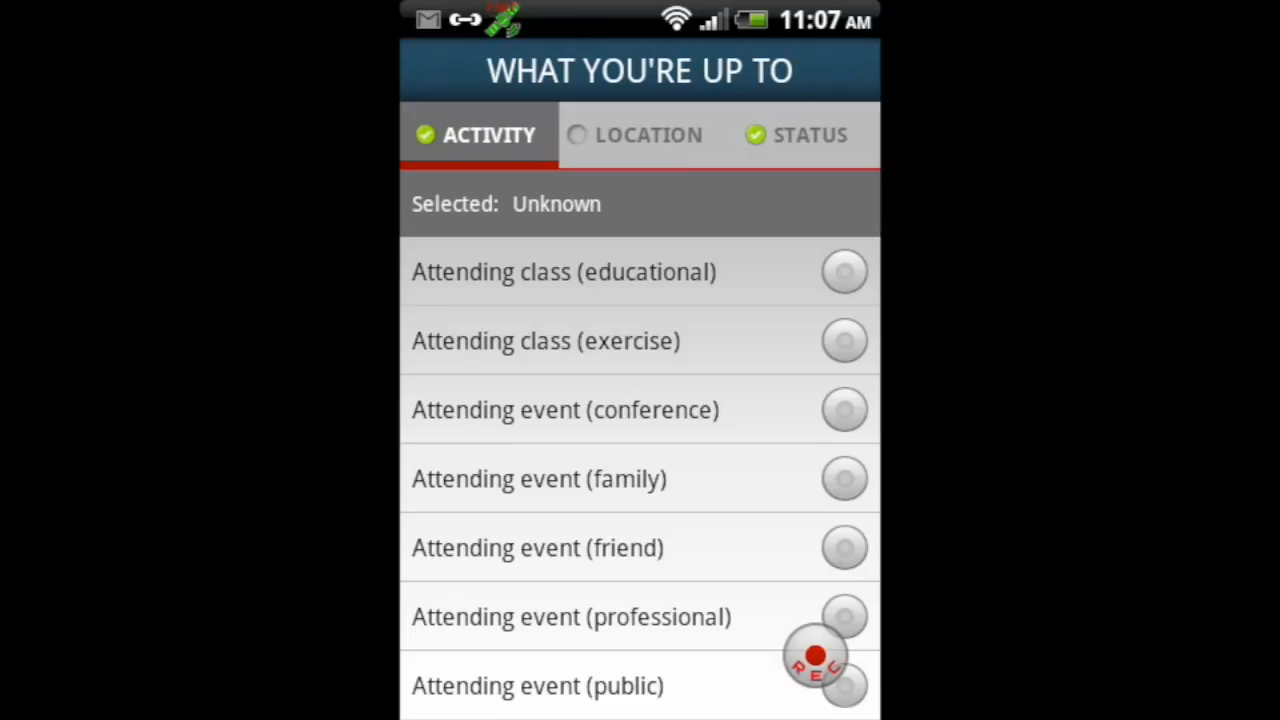 11:07 AM
WHAT YOU'RE UP TO
ACTIVITY LOCATION STATUS
Selected: Unknown
Attending class (educational)
Attending class (exercise)
Attending event (conference)
Attending event (family)
Attending event (friend)
Attending event (professional)
REC
Attending event (public)